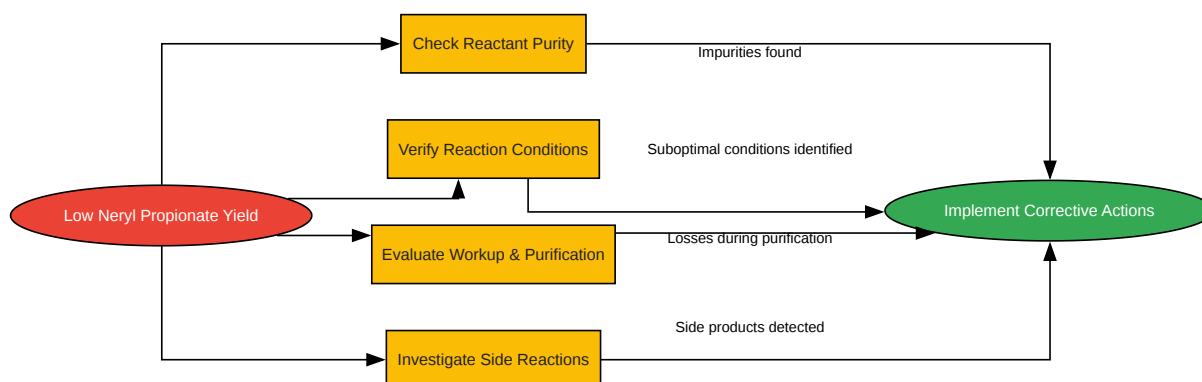 Check Reactant Purity
Impurities found
Verify Reaction Conditions
Suboptimal conditions identified
Low Neryl Propionate Yield
Implement Corrective Actions
Evaluate Workup & Purification
Losses during purification
Side products detected
Investigate Side Reactions